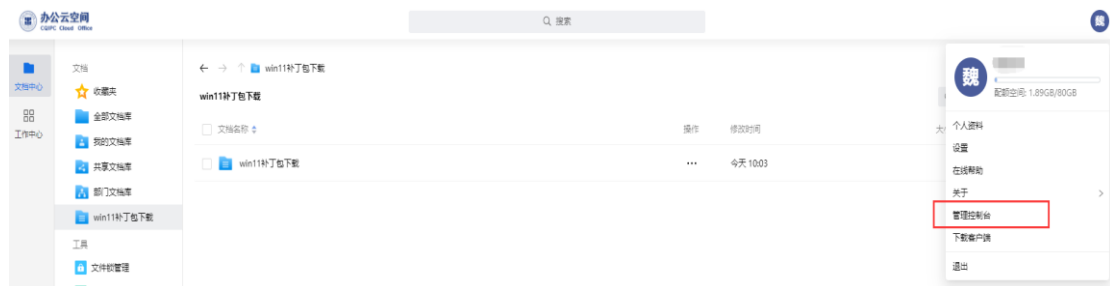 办公云空间
CQIPC Cloud Office
搜索
魏
文档中心
工作中心
文档
收藏夹
全部文档库
我的文档库
共享文档库
部门文档库
win11补丁包下载
工具
文件锁管理
win11补丁包下载
win11补丁包下载
文档名称 操作 修改时间 大
win11补丁包下载 ... 今天 10:03
魏
配额空间: 1.89GB/80GB
个人资料
设置
在线帮助
关于
管理控制台
下载客户端
退出